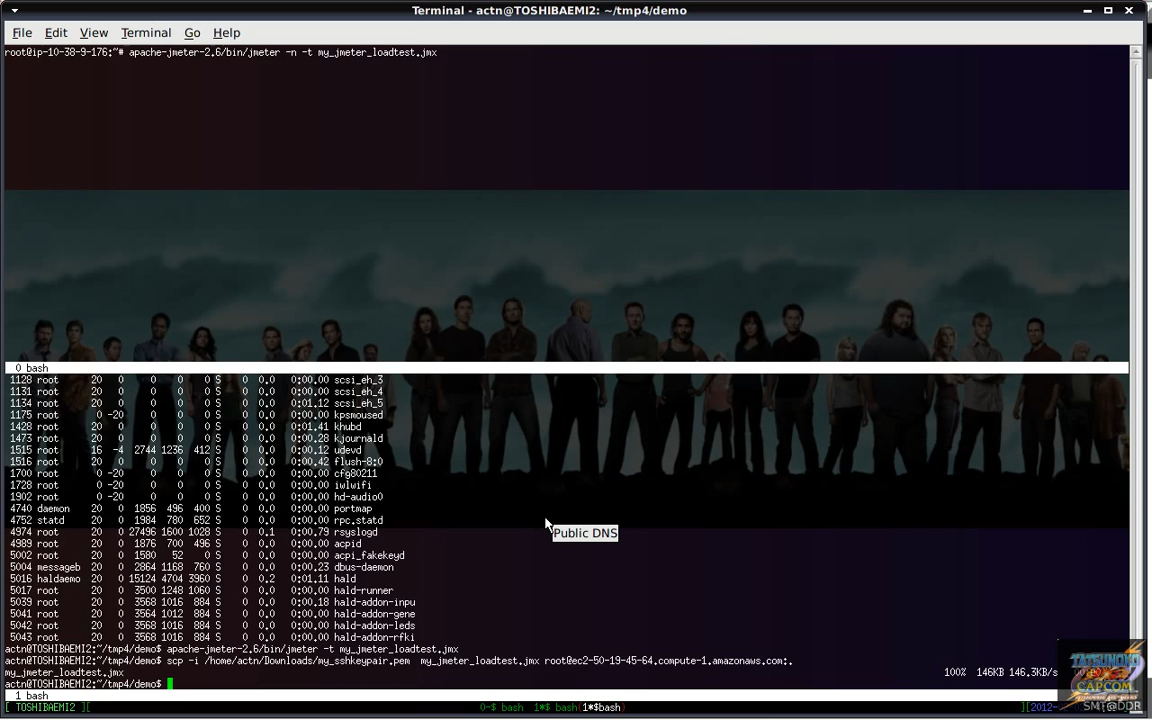 Terminal - actn@TOSHIBAEMI2: ~/tmp4/demo
File Edit View Terminal Go Help
root@ip-10-38-9-176:~# apache-jmeter-2.6/bin/jmeter -n -t my_jmeter_loadtest.jmx
0 bash
1128 root 20 0 0 0 0 S 0 0.0 0:00.00 scsi_eh_3
1131 root 20 0 0 0 0 S 0 0.0 0:00.00 scsi_eh_4
1134 root 20 0 0 0 0 S 0 0.0 0:01.12 scsi_eh_5
1175 root 0 -20 0 0 0 S 0 0.0 0:00.00 kpsmoused
1428 root 20 0 0 0 0 S 0 0.0 0:01.41 khubd
1473 root 20 0 0 0 0 S 0 0.0 0:00.28 kjournald
1515 root 16 -4 2744 1236 412 S 0 0.0 0:00.12 udevd
1516 root 20 0 0 0 0 S 0 0.0 0:00.42 flush-8:0
1700 root 0 -20 0 0 0 S 0 0.0 0:00.00 cfg80211
1728 root 0 -20 0 0 0 S 0 0.0 0:00.00 iwlwifi
1902 root 0 -20 0 0 0 S 0 0.0 0:00.00 hd-audio0
4740 daemon 20 0 1856 496 400 S 0 0.0 0:00.00 portmap
4752 statd 20 0 1984 780 652 S 0 0.0 0:00.00 rpc.statd
4974 root 20 0 27496 1600 1028 S 0 0.1 0:00.79 rsyslogd
4989 root 20 0 1876 700 496 S 0 0.0 0:00.00 acpid
5002 root 20 0 1580 52 0 S 0 0.0 0:00.00 acpi_fakekeyd
5004 messageb 20 0 2864 1168 760 S 0 0.0 0:00.23 dbus-daemon
5016 haldaemo 20 0 15124 4704 3960 S 0 0.2 0:01.11 hald
5017 root 20 0 3500 1248 1060 S 0 0.0 0:00.00 hald-runner
5039 root 20 0 3568 1016 884 S 0 0.0 0:00.18 hald-addon-inpu
5041 root 20 0 3564 1012 884 S 0 0.0 0:00.00 hald-addon-gene
5042 root 20 0 3568 1016 884 S 0 0.0 0:00.00 hald-addon-leds
5043 root 20 0 3568 1016 884 S 0 0.0 0:00.00 hald-addon-rfki
Public DNS
actn@TOSHIBAEMI2:~/tmp4/demo$ apache-jmeter-2.6/bin/jmeter -t my_jmeter_loadtest.jmx
actn@TOSHIBAEMI2:~/tmp4/demo$ scp -i /home/actn/Downloads/my_sshkeypair.pem my_jmeter_loadtest.jmx root@ec2-50-19-45-64.compute-1.amazonaws.com:.
my_jmeter_loadtest.jmx 100% 146KB 146.3KB/s
actn@TOSHIBAEMI2:~/tmp4/demo$
1 bash
[ TOSHIBAEMI2 ][ 0-$ bash 1*$ bash(1*$bash) ][2012-
TATSUNOKO
CAPCOM
SMT@DDR